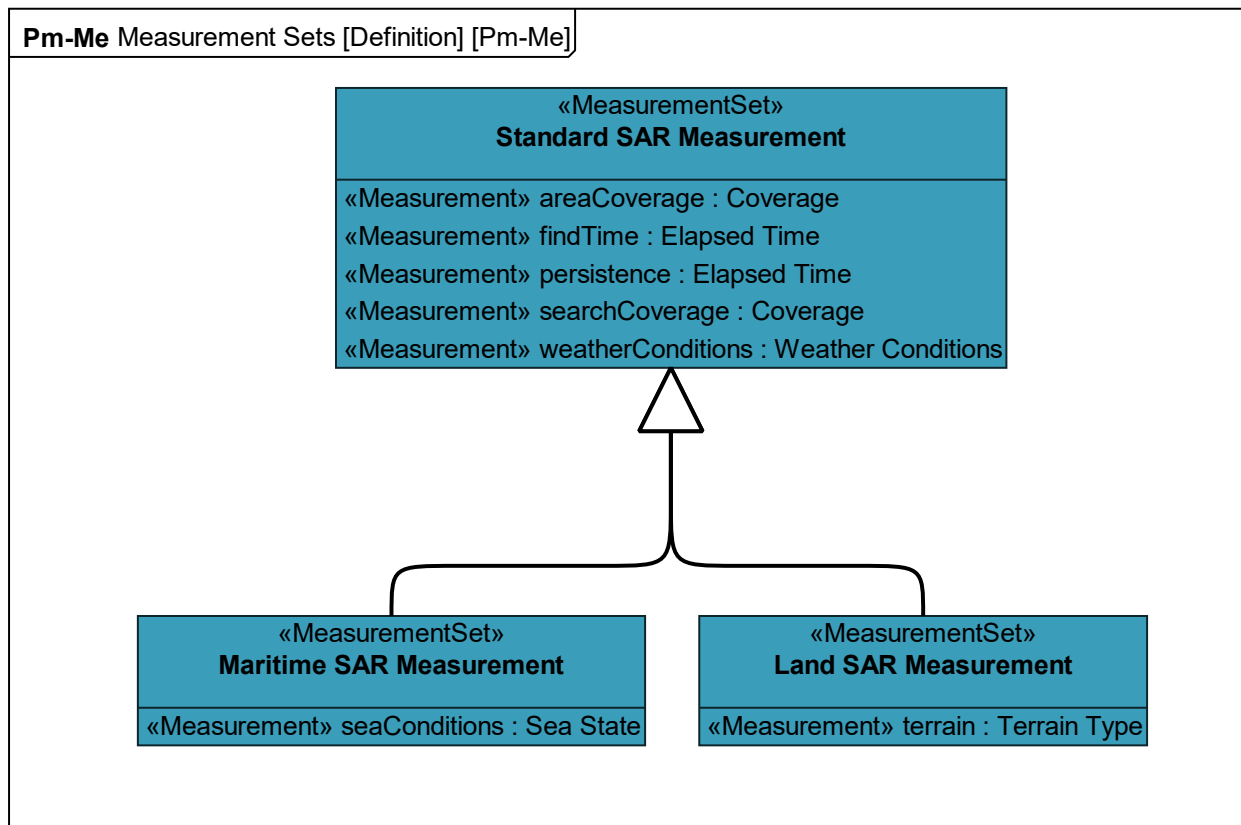 Pm-Me Measurement Sets [Definition] [Pm-Me]
«MeasurementSet»
Standard SAR Measurement
«Measurement» areaCoverage : Coverage
«Measurement» findTime : Elapsed Time
«Measurement» persistence : Elapsed Time
«Measurement» searchCoverage : Coverage
«Measurement» weatherConditions : Weather Conditions
«MeasurementSet»
Maritime SAR Measurement
«Measurement» seaConditions : Sea State
«MeasurementSet»
Land SAR Measurement
«Measurement» terrain : Terrain Type